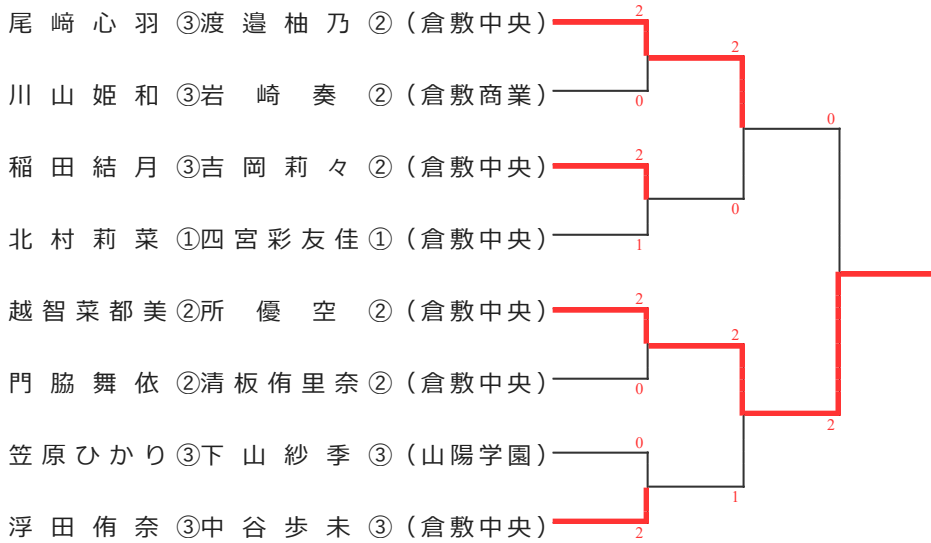 尾﨑心羽③渡邉柚乃②(倉敷中央)
2
2
川山姫和③岩崎奏②(倉敷商業)
0
0
稲田結月③吉岡莉々②(倉敷中央)
2
0
北村莉菜①四宮彩友佳①(倉敷中央)
1
越智菜都美②所優空②(倉敷中央)
2
2
門脇舞依②清板侑里奈②(倉敷中央)
0
2
笠原ひかり③下山紗季③(山陽学園)
0
1
浮田侑奈③中谷歩未③(倉敷中央)
2